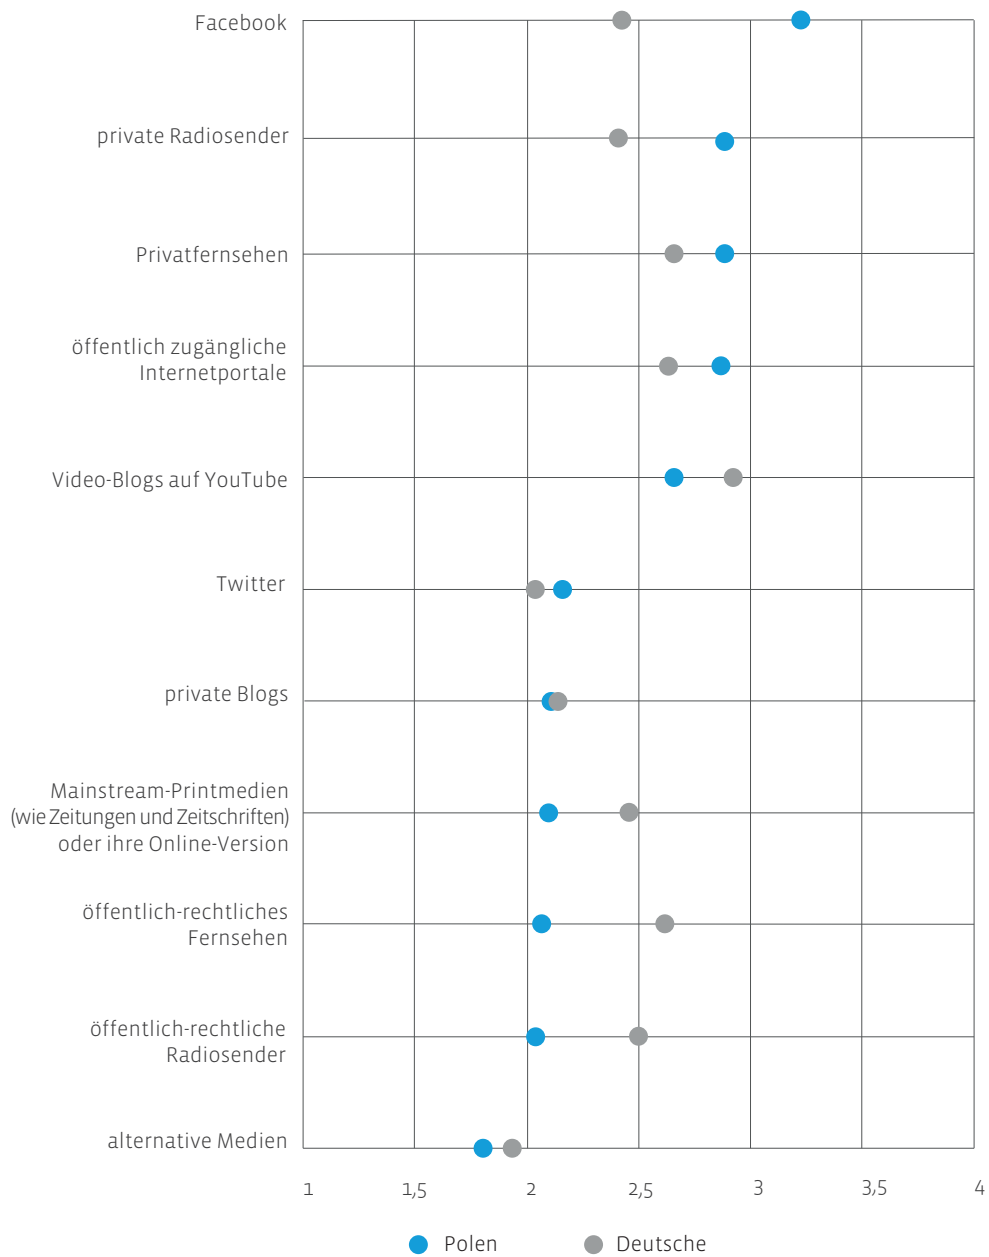 Facebook
private Radiosender
Privatfernsehen
öffentlich zugängliche
Internetportale
Video-Blogs auf YouTube
Twitter
private Blogs
Mainstream-Printmedien
(wie Zeitungen und Zeitschriften)
oder ihre Online-Version
öffentlich-rechtliches
Fernsehen
öffentlich-rechtliche
Radiosender
alternative Medien
1 1,5 2 2,5 3 3,5 4
Polen Deutsche